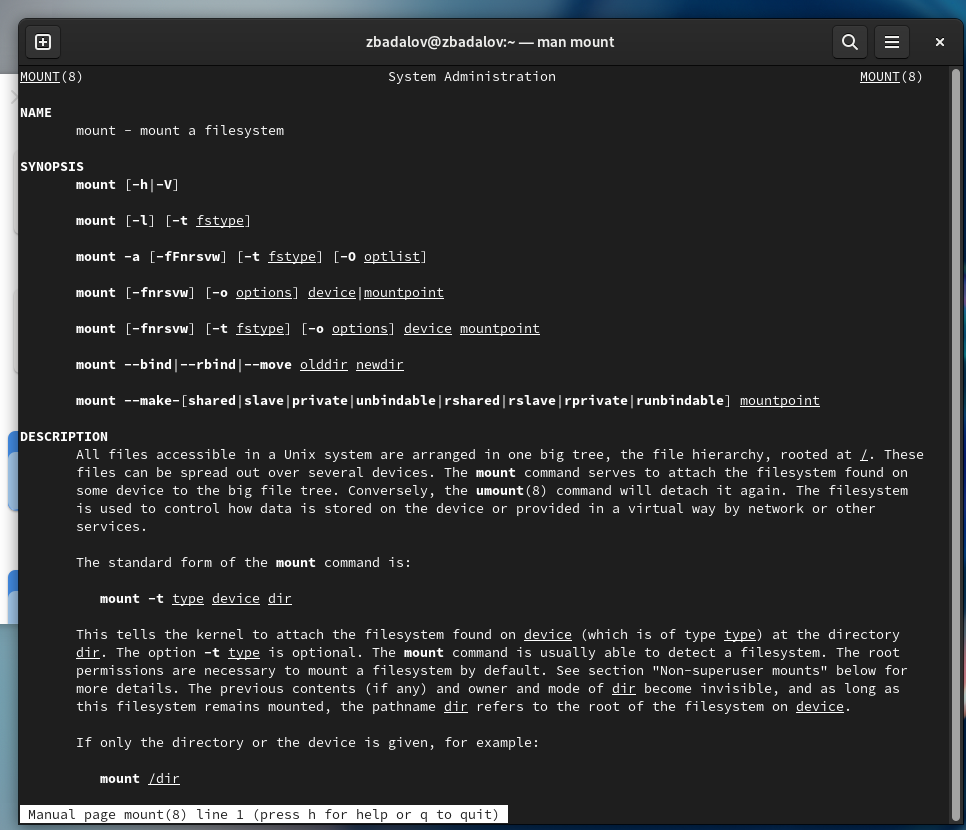 zbadalov@zbadalov:~ — man mount
MOUNT(8) System Administration MOUNT(8)
NAME
mount - mount a filesystem
SYNOPSIS
mount [-h|-V]
mount [-l] [-t fstype]
mount -a [-fFnrsvw] [-t fstype] [-O optlist]
mount [-fnrsvw] [-o options] device|mountpoint
mount [-fnrsvw] [-t fstype] [-o options] device mountpoint
mount --bind|--rbind|--move olddir newdir
mount --make-[shared|slave|private|unbindable|rshared|rslave|rprivate|runbindable] mountpoint
DESCRIPTION
All files accessible in a Unix system are arranged in one big tree, the file hierarchy, rooted at /. These
files can be spread out over several devices. The mount command serves to attach the filesystem found on
some device to the big file tree. Conversely, the umount(8) command will detach it again. The filesystem
is used to control how data is stored on the device or provided in a virtual way by network or other
services.
The standard form of the mount command is:
mount -t type device dir
This tells the kernel to attach the filesystem found on device (which is of type type) at the directory
dir. The option -t type is optional. The mount command is usually able to detect a filesystem. The root
permissions are necessary to mount a filesystem by default. See section "Non-superuser mounts" below for
more details. The previous contents (if any) and owner and mode of dir become invisible, and as long as
this filesystem remains mounted, the pathname dir refers to the root of the filesystem on device.
If only the directory or the device is given, for example:
mount /dir
Manual page mount(8) line 1 (press h for help or q to quit)